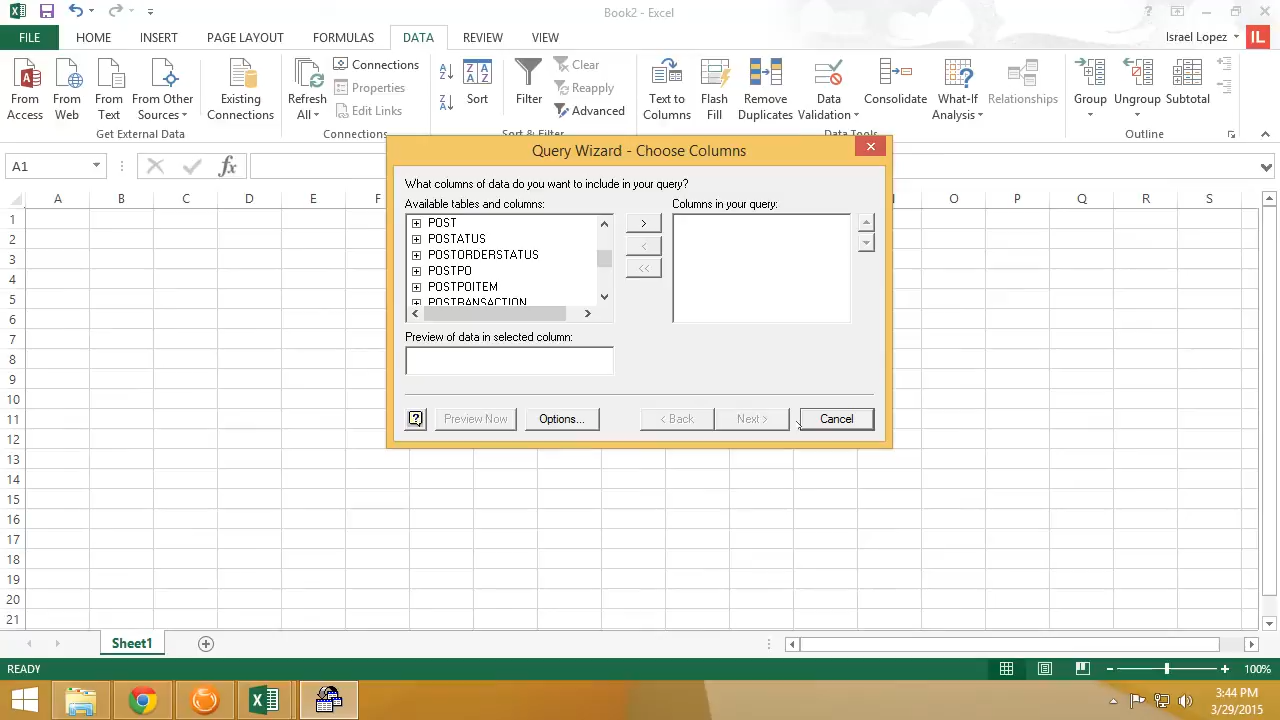 Book2 - Excel
FILE HOME INSERT PAGE LAYOUT FORMULAS DATA REVIEW VIEW
Israel Lopez
IL
From Access
From Web
From Text
From Other Sources
Existing Connections
Get External Data
Refresh All
Connections
Properties
Edit Links
Connections
Sort
Filter
Clear
Reapply
Advanced
Sort & Filter
Text to Columns
Flash Fill
Remove Duplicates
Data Validation
Consolidate
What-If Analysis
Relationships
Data Tools
Group
Ungroup
Subtotal
Outline
A1
fx
A B C D E F N O P Q R S
1
2
3
4
5
6
7
8
9
10
11
12
13
14
15
16
17
18
19
20
21
Query Wizard - Choose Columns
What columns of data do you want to include in your query?
Available tables and columns:
Columns in your query:
POST
POSTATUS
POSTORDERSTATUS
POSTPO
POSTPOITEM
POSTRANSACTION
>
<
<<
Preview of data in selected column:
Preview Now
Options...
< Back
Next >
Cancel
Sheet1
READY
100%
3:44 PM
3/29/2015